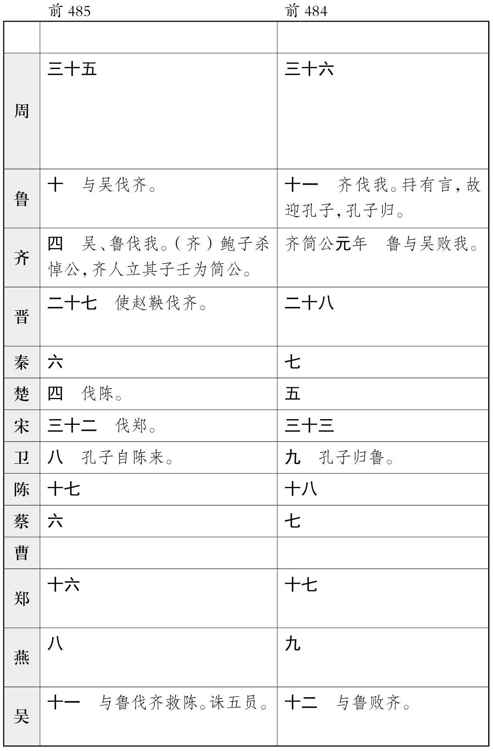 前 485 前 484
周 三十五 三十六
鲁 十 与吴伐齐。 十一 齐伐我。冄有言，故
迎孔子，孔子归。
齐 四 吴、鲁伐我。（齐）鲍子杀
悼公，齐人立其子壬为简公。 齐简公元年 鲁与吴败我。
晋 二十七 使赵鞅伐齐。 二十八
秦 六 七
楚 四 伐陈。 五
宋 三十二 伐郑。 三十三
卫 八 孔子自陈来。 九 孔子归鲁。
陈 十七 十八
蔡 六 七
曹
郑 十六 十七
燕 八 九
吴 十一 与鲁伐齐救陈。诛五员。 十二 与鲁败齐。